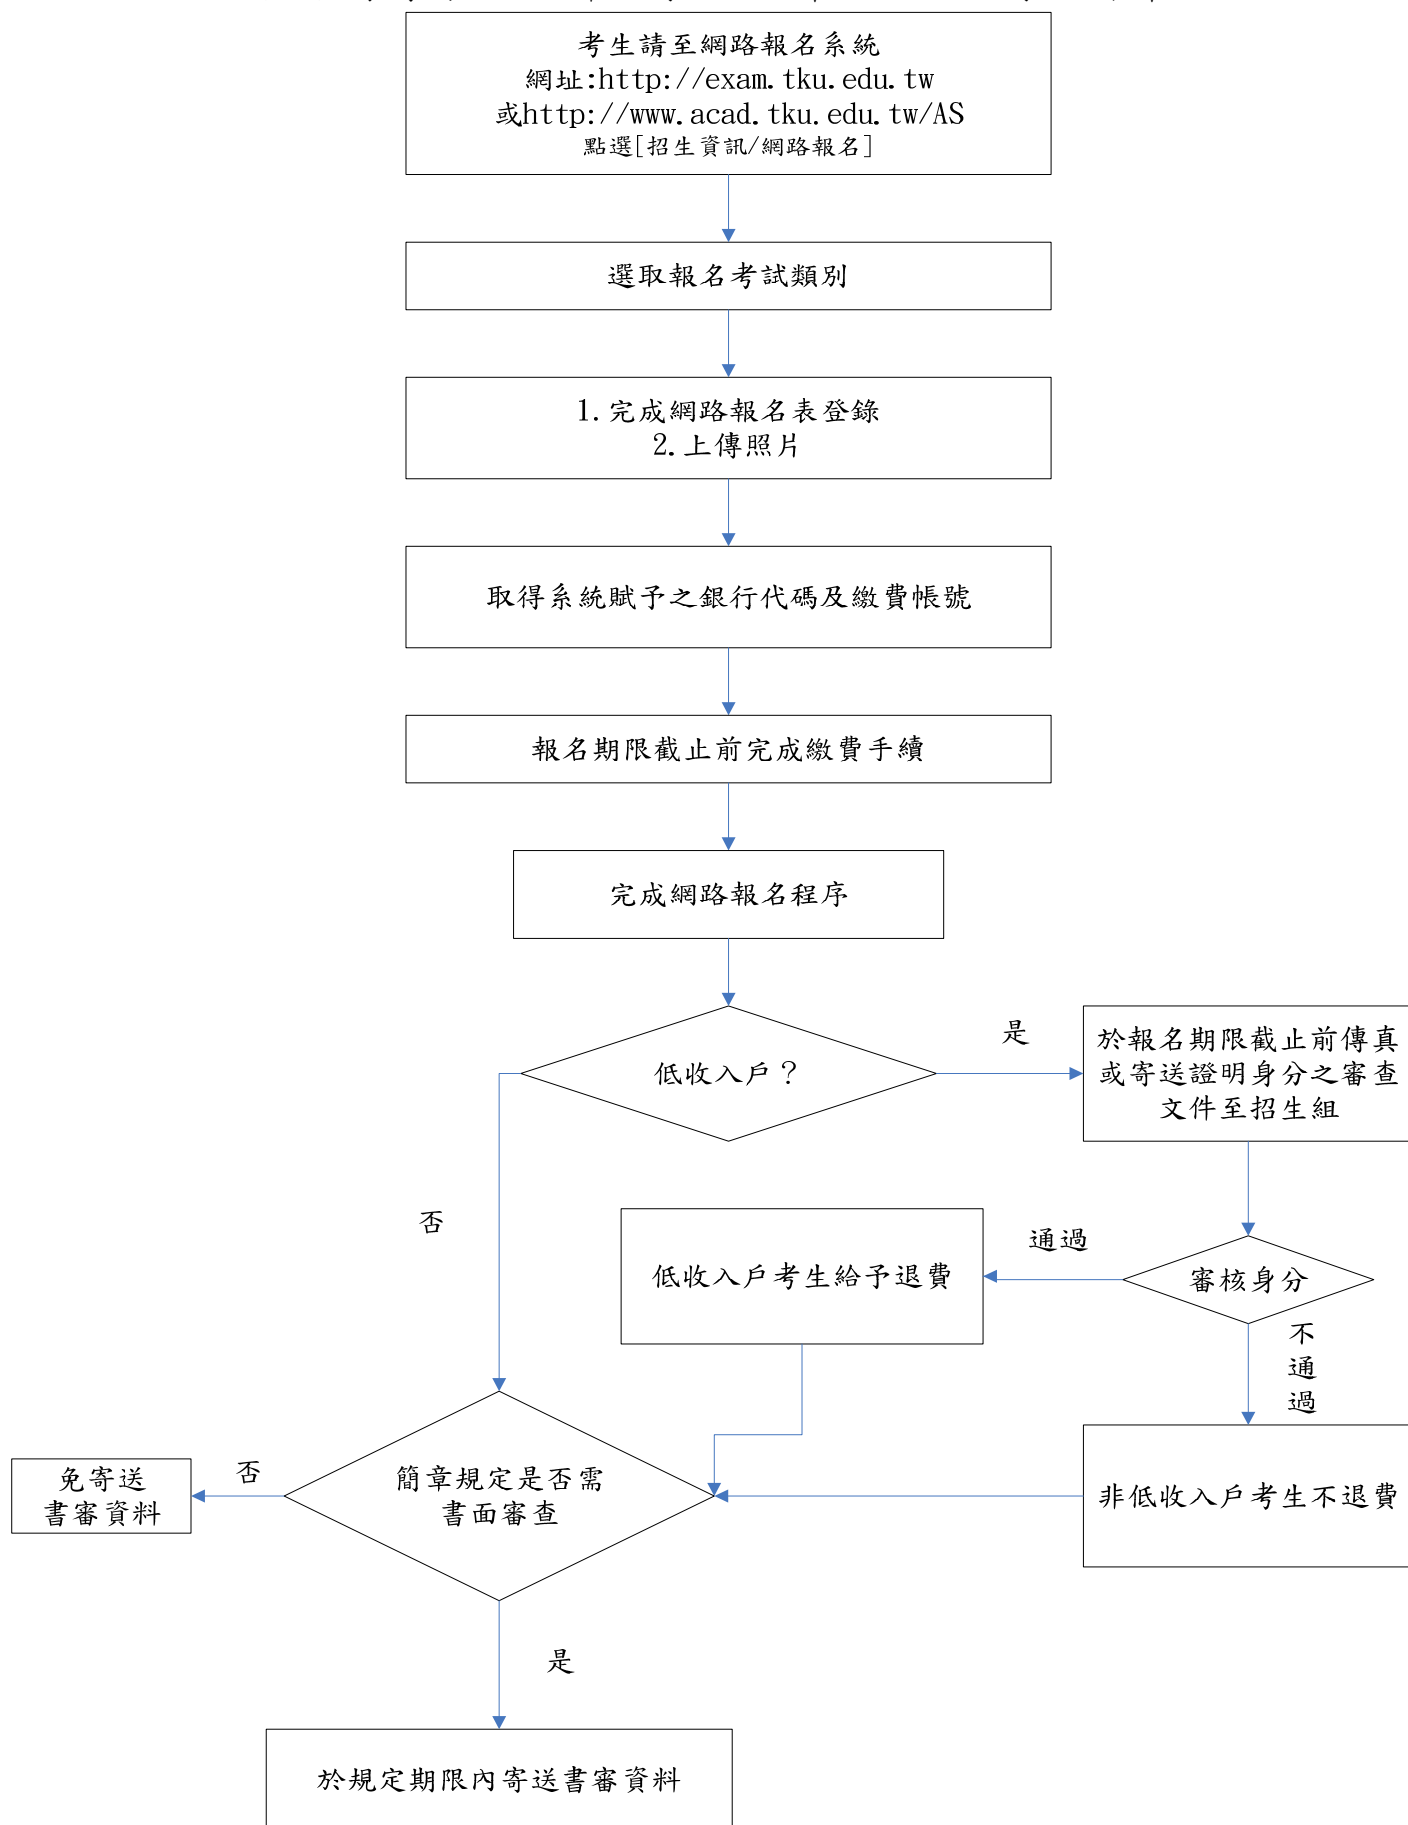 考生請至網路報名系統
網址:http://exam.tku.edu.tw
或http://www.acad.tku.edu.tw/AS
點選[招生資訊/網路報名]
選取報名考試類別
1.完成網路報名表登錄
2.上傳照片
取得系統賦予之銀行代碼及繳費帳號
報名期限截止前完成繳費手續
完成網路報名程序
低收入戶？
是
於報名期限截止前傳真
或寄送證明身分之審查
文件至招生組
否
低收入戶考生給予退費
通過
審核身分
不
通
過
免寄送
書審資料
否
簡章規定是否需
書面審查
非低收入戶考生不退費
是
於規定期限內寄送書審資料